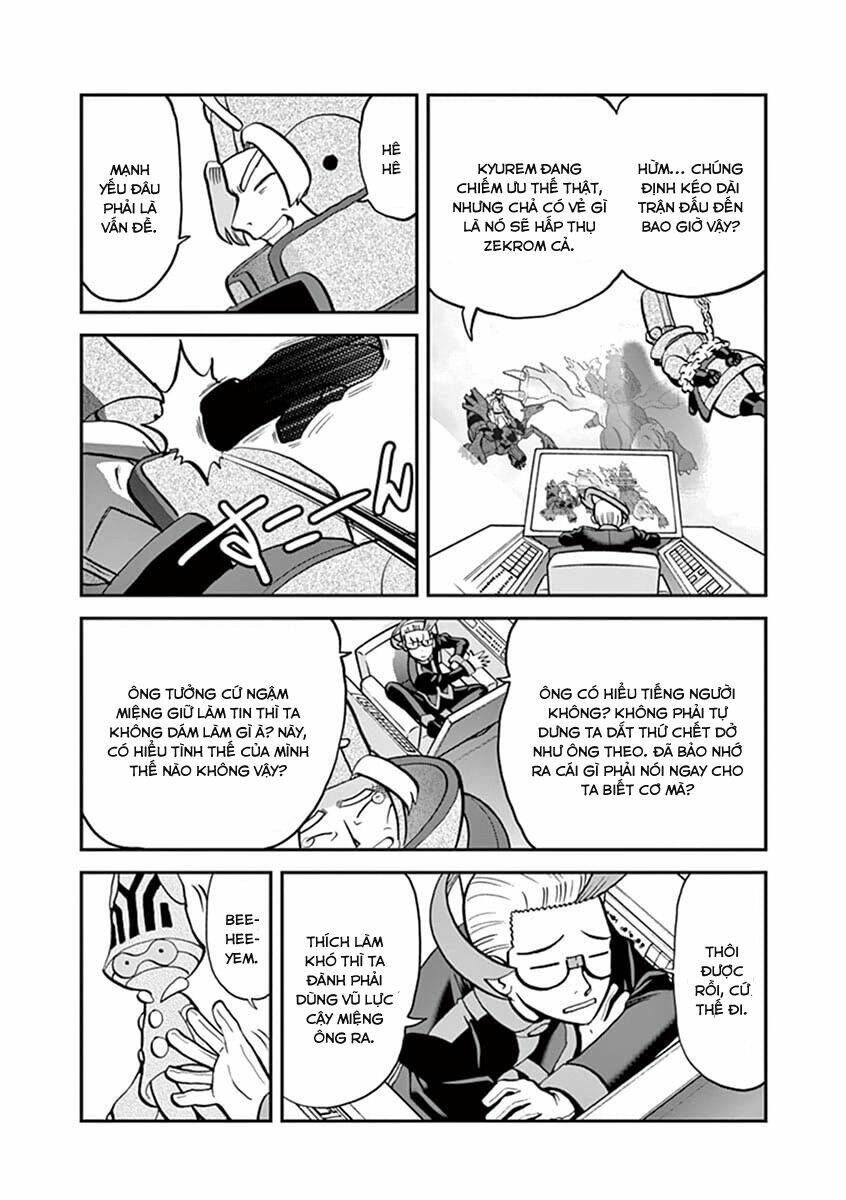 HỪM... CHÚNG
ĐỊNH KÉO DÀI
TRẬN ĐẤU ĐẾN
BAO GIỜ VẬY?
KYUREM ĐANG
CHIẾM ƯU THẾ THẬT,
NHƯNG CHẢ CÓ VẺ GÌ
LÀ NÓ SẼ HẤP THỤ
ZEKROM CẢ.
HÊ
HÊ
MẠNH
YẾU ĐÂU
PHẢI LÀ
VẤN ĐỀ.
すーーん
ÔNG CÓ HIỂU TIẾNG NGƯỜI
KHÔNG? KHÔNG PHẢI TỰ
DƯNG TA DẮT THỨ CHẾT DỞ
NHƯ ÔNG THEO. ĐÃ BẢO NHỚ
RA CÁI GÌ PHẢI NÓI NGAY CHO
TA BIẾT CƠ MÀ?
ÔNG TƯỞNG CỨ NGẬM
MIỆNG GIỮ LÀM TIN THÌ TA
KHÔNG DÁM LÀM GÌ À? NÀY,
CÓ HIỂU TÌNH THẾ CỦA MÌNH
THẾ NÀO KHÔNG VẬY?
THÔI
ĐƯỢC
RỒI, CỨ
THẾ ĐI.
THÍCH LÀM
KHÓ THÌ TA
ĐÀNH PHẢI
DÙNG VŨ LỰC
CẬY MIỆNG
ÔNG RA.
BEE-
HEE-
YEM.